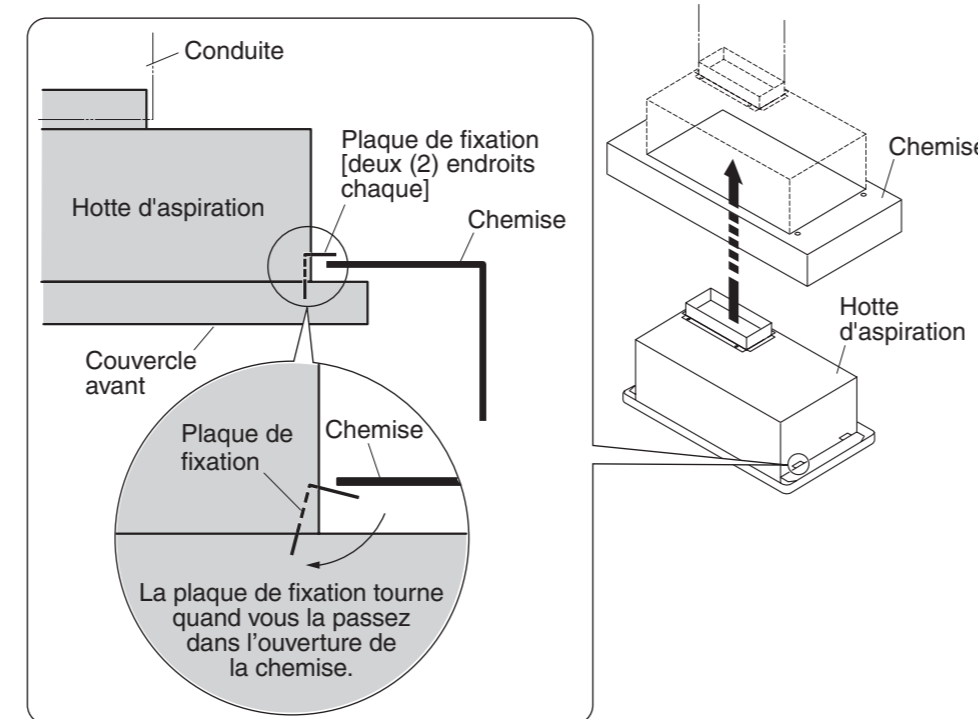 Conduite
Plaque de fixation
[deux (2) endroits
chaque]
Hotte d'aspiration
Chemise
Couvercle
avant
Plaque de
fixation
Chemise
La plaque de fixation tourne
quand vous la passez
dans l’ouverture de
la chemise.
Chemise
Hotte
d'aspiration